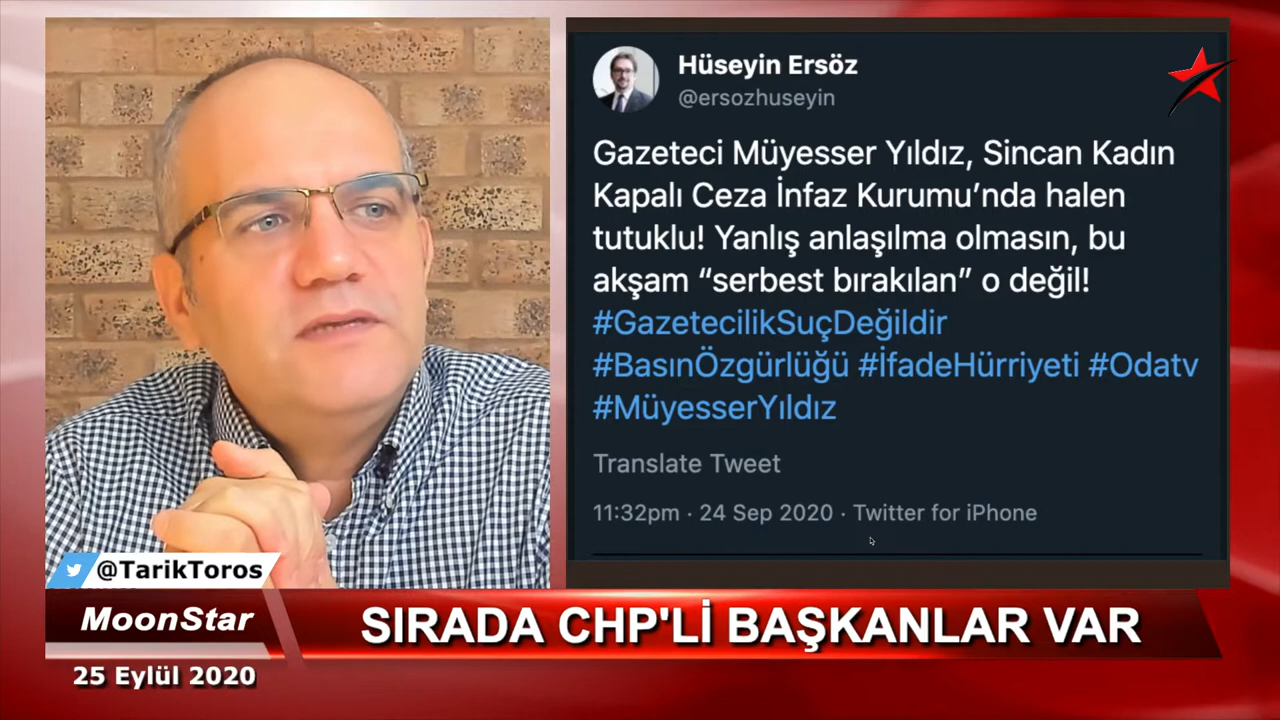 Hüseyin Ersöz
@ersozhuseyin
Gazeteci Müyesser Yıldız, Sincan Kadın
Kapalı Ceza İnfaz Kurumu’nda halen
tutuklu! Yanlış anlaşılma olmasın, bu
akşam “serbest bırakılan” o değil!
#GazetecilikSuçDeğildir
#BasınÖzgürlüğü #İfadeHürriyeti #Odatv
#MüyesserYıldız
Translate Tweet
11:32pm · 24 Sep 2020 · Twitter for iPhone
@TarikToros
MoonStar
SIRADA CHP'Lİ BAŞKANLAR VAR
25 Eylül 2020